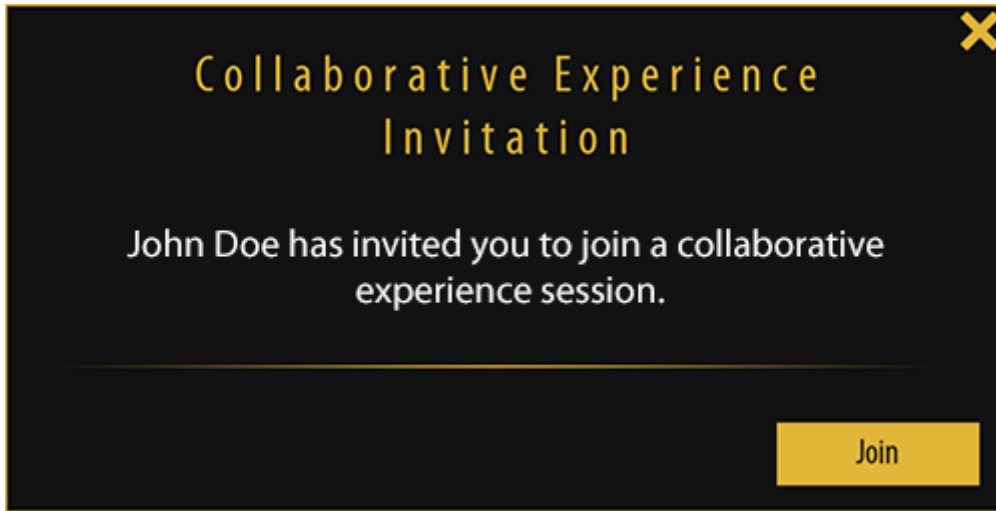 Collaborative Experience
Invitation
John Doe has invited you to join a collaborative
experience session.
Join